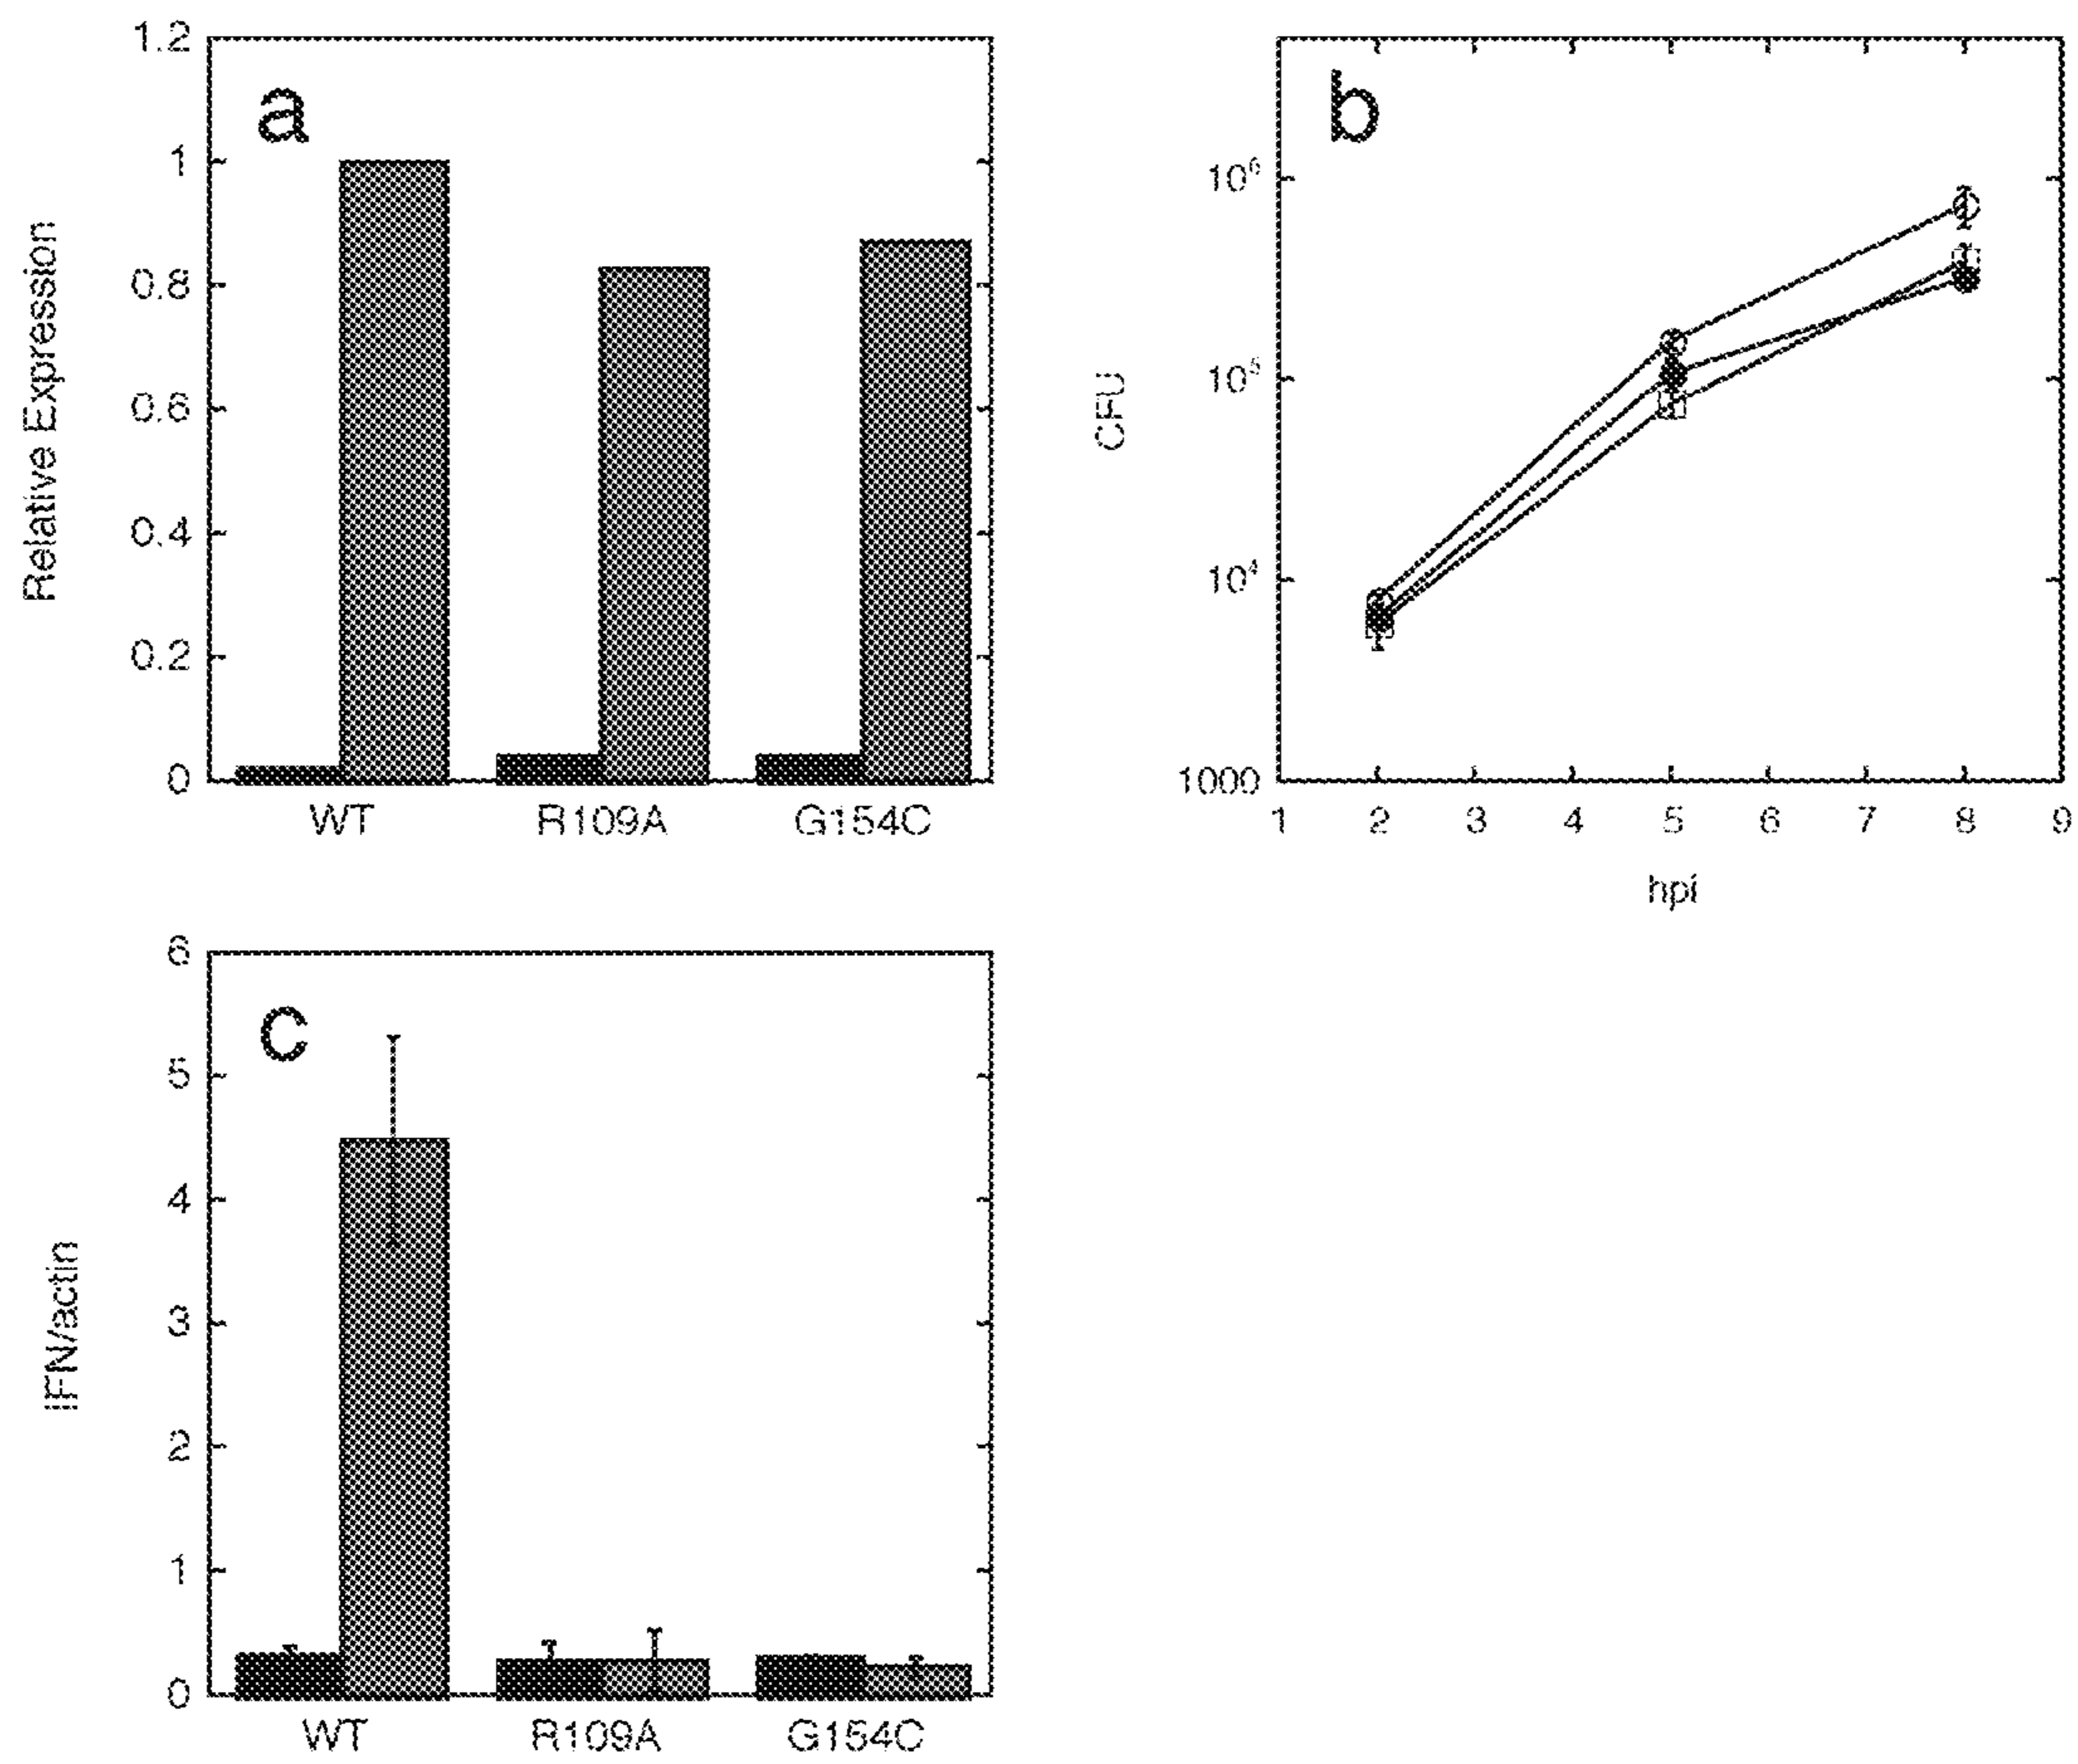 a
Relative Expression
1.2
1
0.8
0.6
0.4
0.2
0
WT R109A G154C
b
CFU
10⁶
10⁵
10⁴
1000
1 2 3 4 5 6 7 8 9
hpi
c
IFN/actin
6
5
4
3
2
1
0
WT R109A G154C